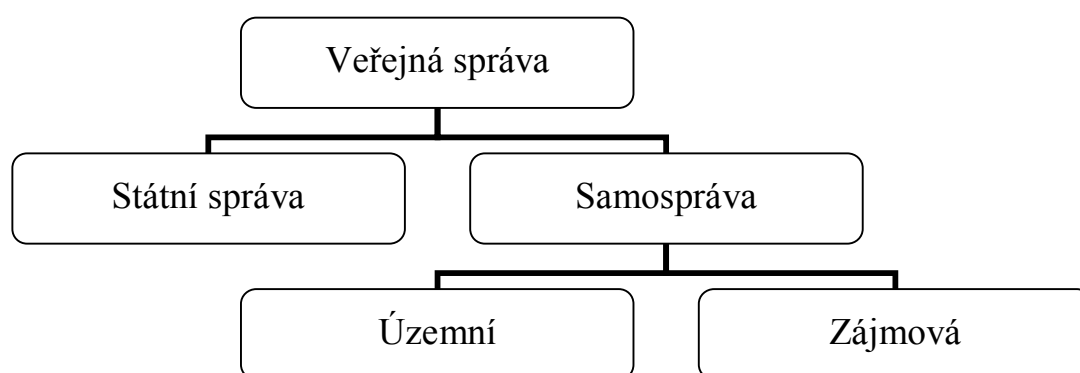 Veřejná správa
Státní správa
Samospráva
Územní
Zájmová